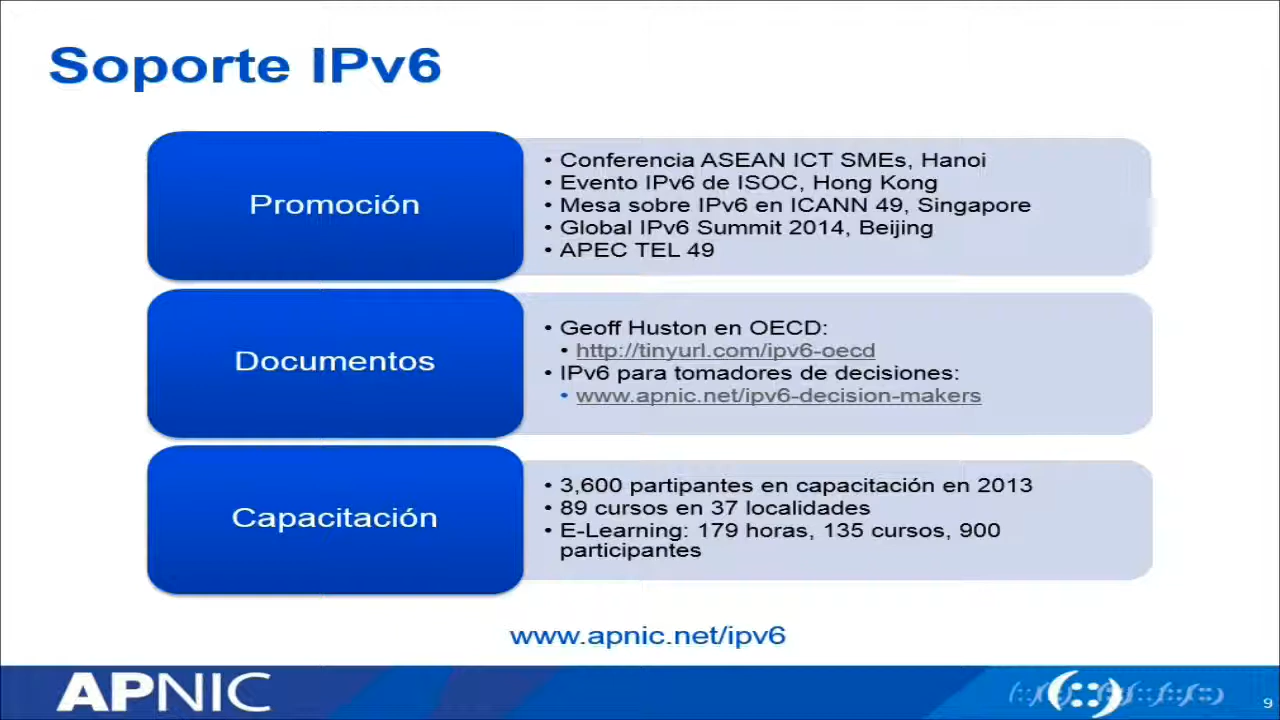 Soporte IPv6
Promoción
• Conferencia ASEAN ICT SMEs, Hanoi
• Evento IPv6 de ISOC, Hong Kong
• Mesa sobre IPv6 en ICANN 49, Singapore
• Global IPv6 Summit 2014, Beijing
• APEC TEL 49
Documentos
• Geoff Huston en OECD:
• http://tinyurl.com/ipv6-oecd
• IPv6 para tomadores de decisiones:
• www.apnic.net/ipv6-decision-makers
Capacitación
• 3,600 partipantes en capacitación en 2013
• 89 cursos en 37 localidades
• E-Learning: 179 horas, 135 cursos, 900
participantes
www.apnic.net/ipv6
APNIC
(::)
9